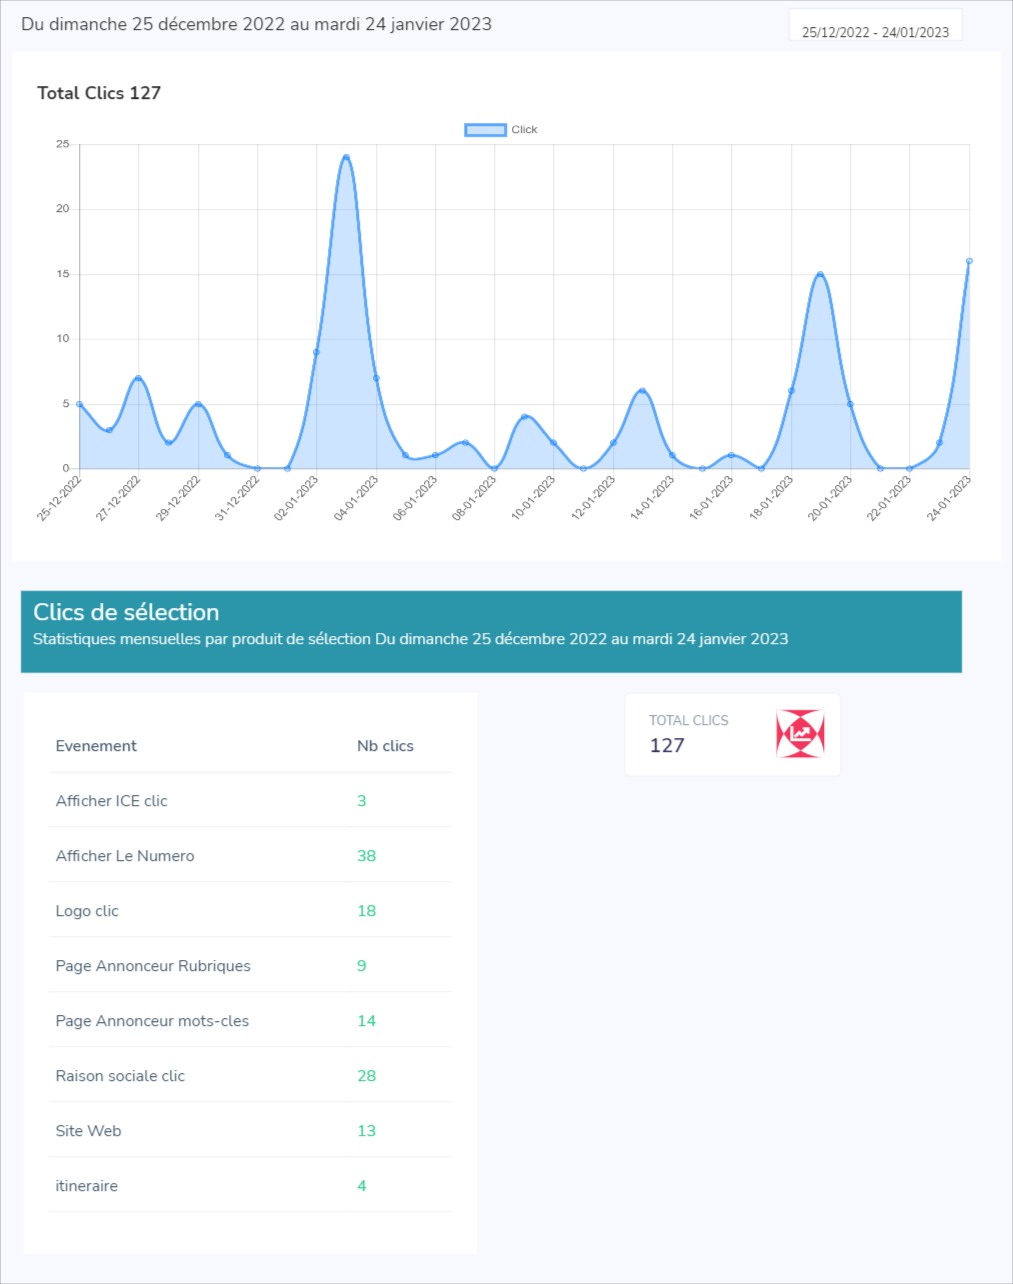 Du dimanche 25 décembre 2022 au mardi 24 janvier 2023
25/12/2022 - 24/01/2023
Total Clics 127
Click
25
20
15
10
5
0
25-12-2022
27-12-2022
29-12-2022
31-12-2022
02-01-2023
04-01-2023
06-01-2023
08-01-2023
10-01-2023
12-01-2023
14-01-2023
16-01-2023
18-01-2023
20-01-2023
22-01-2023
24-01-2023
Clics de sélection
Statistiques mensuelles par produit de sélection Du dimanche 25 décembre 2022 au mardi 24 janvier 2023
TOTAL CLICS
127
Evenement Nb clics
Afficher ICE clic 3
Afficher Le Numero 38
Logo clic 18
Page Annonceur Rubriques 9
Page Annonceur mots-cles 14
Raison sociale clic 28
Site Web 13
itineraire 4